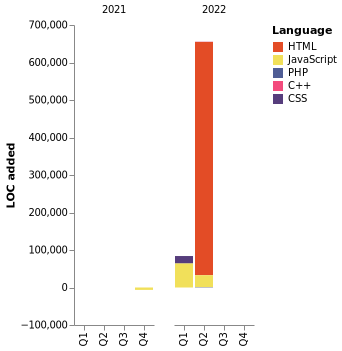 2021
2022
Language
HTML
JavaScript
PHP
C++
CSS
LOC added
700,000
600,000
500,000
400,000
300,000
200,000
100,000
0
−100,000
Q1
Q2
Q3
Q4
Q1
Q2
Q3
Q4